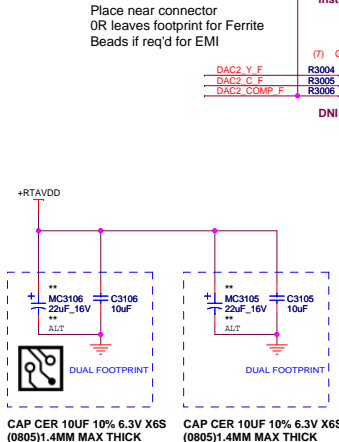 Place near connector
0R leaves footprint for Ferrite
Beads if req'd for EMI
(7)
DAC2_Y_F R3004
DAC2_C_F R3005
DAC2_COMP_F R3006
DNI
+RTAVDD
**
MC3106
22uF_16V
**
ALT
C3106
10uF
DUAL FOOTPRINT
**
MC3105
22uF_16V
**
ALT
C3105
10uF
DUAL FOOTPRINT
CAP CER 10UF 10% 6.3V X6S
(0805)1.4MM MAX THICK
CAP CER 10UF 10% 6.3V X6S
(0805)1.4MM MAX THICK